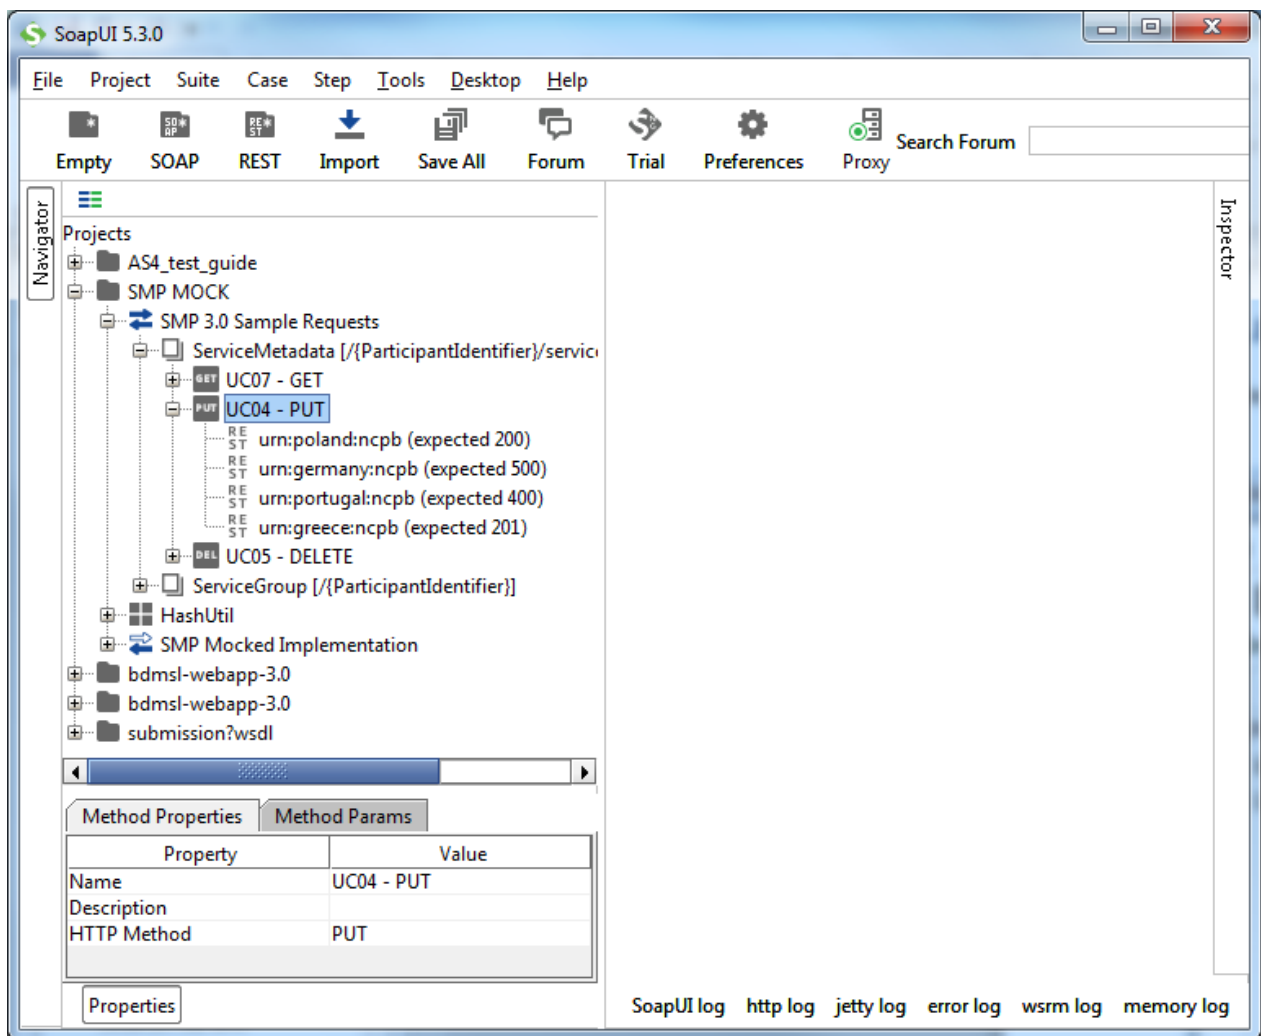 SoapUI 5.3.0
File Project Suite Case Step Tools Desktop Help
Empty SOAP REST Import Save All Forum Trial Preferences Proxy Search Forum
Navigator
Inspector
Projects
AS4_test_guide
SMP MOCK
SMP 3.0 Sample Requests
ServiceMetadata [/{ParticipantIdentifier}/servic
GET UC07 - GET
PUT UC04 - PUT
REST urn:poland:ncpb (expected 200)
REST urn:germany:ncpb (expected 500)
REST urn:portugal:ncpb (expected 400)
REST urn:greece:ncpb (expected 201)
DEL UC05 - DELETE
ServiceGroup [/{ParticipantIdentifier}]
HashUtil
SMP Mocked Implementation
bdmsl-webapp-3.0
bdmsl-webapp-3.0
submission?wsdl
Method Properties Method Params
Property Value
Name UC04 - PUT
Description
HTTP Method PUT
Properties
SoapUI log http log jetty log error log wsrm log memory log